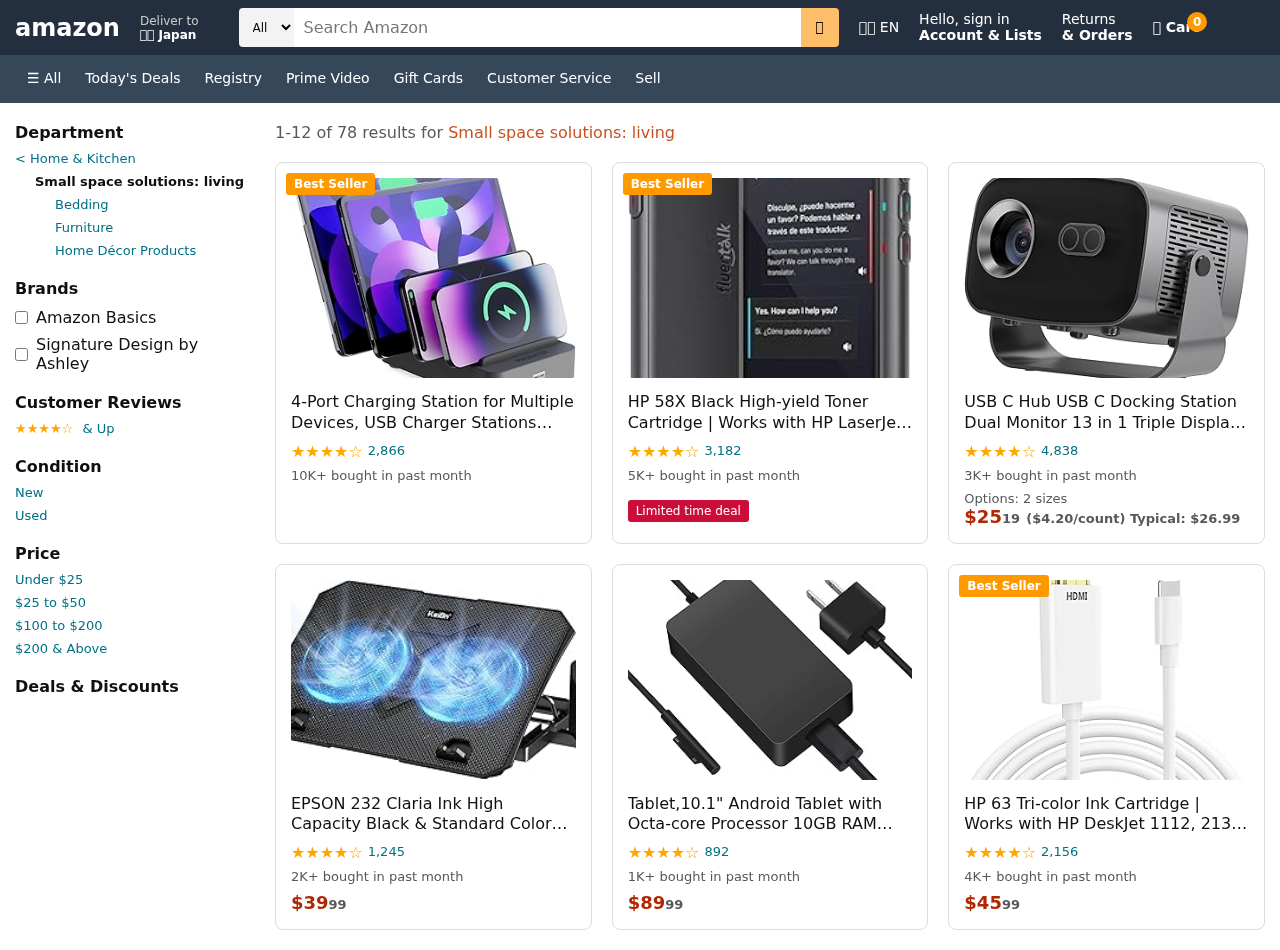 amazon
Deliver to
Japan
All
Search Amazon
EN
Hello, sign in
Account & Lists
Returns
& Orders
0
☰ All
Today's Deals
Registry
Prime Video
Gift Cards
Customer Service
Sell
Department
< Home & Kitchen
Small space solutions: living
Bedding
Furniture
Home Décor Products
Brands
Amazon Basics
Signature Design by
Ashley
Customer Reviews
★★★★☆ & Up
Condition
New
Used
Price
Under $25
$25 to $50
$100 to $200
$200 & Above
Deals & Discounts
1-12 of 78 results for Small space solutions: living
Best Seller
4-Port Charging Station for Multiple
Devices, USB Charger Stations…
★★★★☆ 2,866
10K+ bought in past month
Best Seller
fluentalk
Disculpe, ¿puede hacerme
un favor? Podemos hablar a
través de este traductor.
Excuse me, can you do me a
favor? We can talk through this
translator.
Yes. How can I help you?
Sí. ¿Cómo puedo ayudarle?
HP 58X Black High-yield Toner
Cartridge | Works with HP LaserJe…
★★★★☆ 3,182
5K+ bought in past month
Limited time deal
USB C Hub USB C Docking Station
Dual Monitor 13 in 1 Triple Displa…
★★★★☆ 4,838
3K+ bought in past month
Options: 2 sizes
$2519 ($4.20/count) Typical: $26.99
EPSON 232 Claria Ink High
Capacity Black & Standard Color…
★★★★☆ 1,245
2K+ bought in past month
$3999
Tablet,10.1" Android Tablet with
Octa-core Processor 10GB RAM…
★★★★☆ 892
1K+ bought in past month
$8999
Best Seller
HDMI
HP 63 Tri-color Ink Cartridge |
Works with HP DeskJet 1112, 213…
★★★★☆ 2,156
4K+ bought in past month
$4599